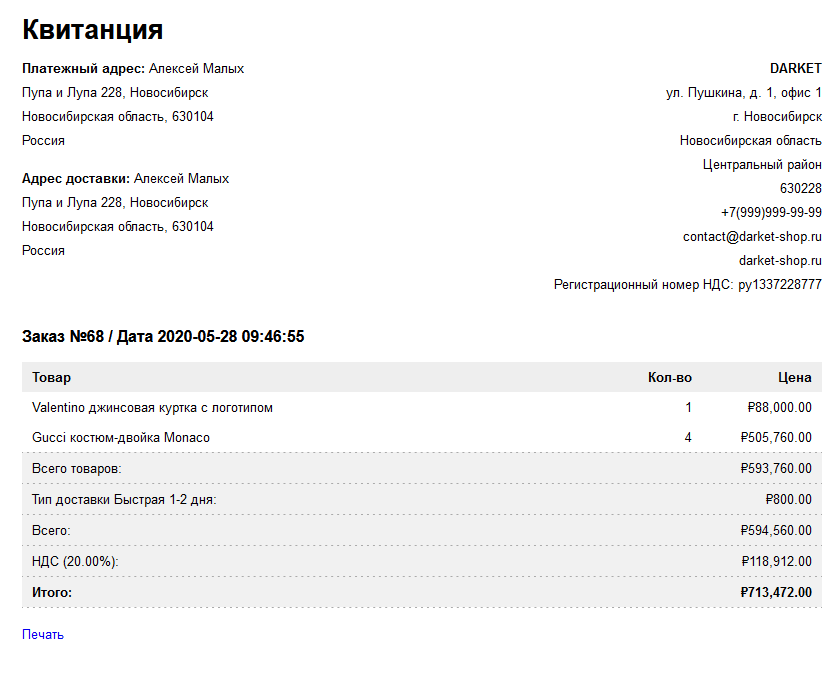 Квитанция
Платежный адрес: Алексей Малых
Пупа и Лупа 228, Новосибирск
Новосибирская область, 630104
Россия
Адрес доставки: Алексей Малых
Пупа и Лупа 228, Новосибирск
Новосибирская область, 630104
Россия
DARKET
ул. Пушкина, д. 1, офис 1
г. Новосибирск
Новосибирская область
Центральный район
630228
+7(999)999-99-99
contact@darket-shop.ru
darket-shop.ru
Регистрационный номер НДС: ру1337228777
Заказ №68 / Дата 2020-05-28 09:46:55
Товар Кол-во Цена
Valentino джинсовая куртка с логотипом 1 ₽88,000.00
Gucci костюм-двойка Monaco 4 ₽505,760.00
Всего товаров: ₽593,760.00
Тип доставки Быстрая 1-2 дня: ₽800.00
Всего: ₽594,560.00
НДС (20.00%): ₽118,912.00
Итого: ₽713,472.00
Печать